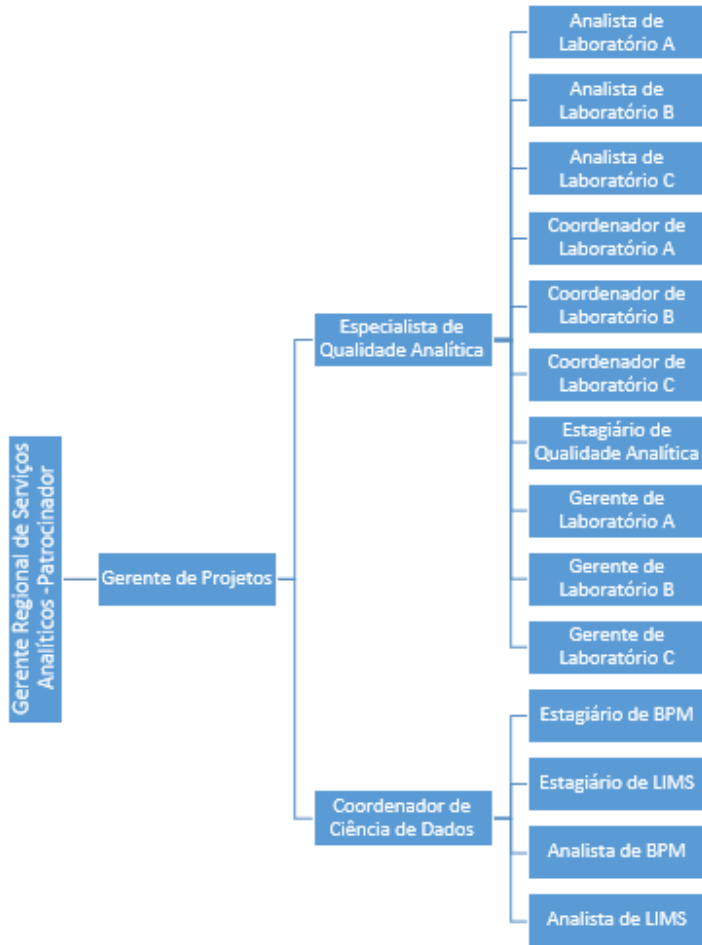 Gerente Regional de Serviços
Analíticos -Patrocinador
Gerente de Projetos
Especialista de
Qualidade Analítica
Analista de
Laboratório A
Analista de
Laboratório B
Analista de
Laboratório C
Coordenador de
Laboratório A
Coordenador de
Laboratório B
Coordenador de
Laboratório C
Estagiário de
Qualidade Analítica
Gerente de
Laboratório A
Gerente de
Laboratório B
Gerente de
Laboratório C
Coordenador de
Ciência de Dados
Estagiário de BPM
Estagiário de LIMS
Analista de BPM
Analista de LIMS